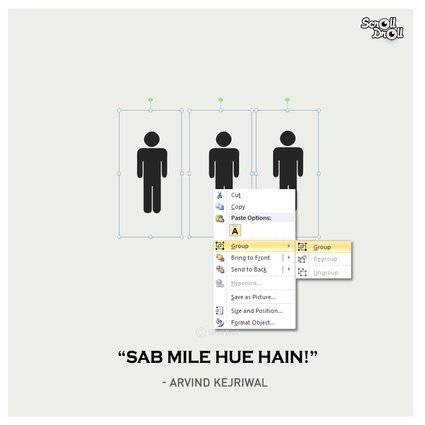 Scroll
Droll
Cut
Copy
Paste Options:
A
Group
Group
Bring to Front
Regroup
Send to Back
Ungroup
Hyperlink...
Save as Picture...
Size and Position...
Format Object...
“SAB MILE HUE HAIN!”
- ARVIND KEJRIWAL